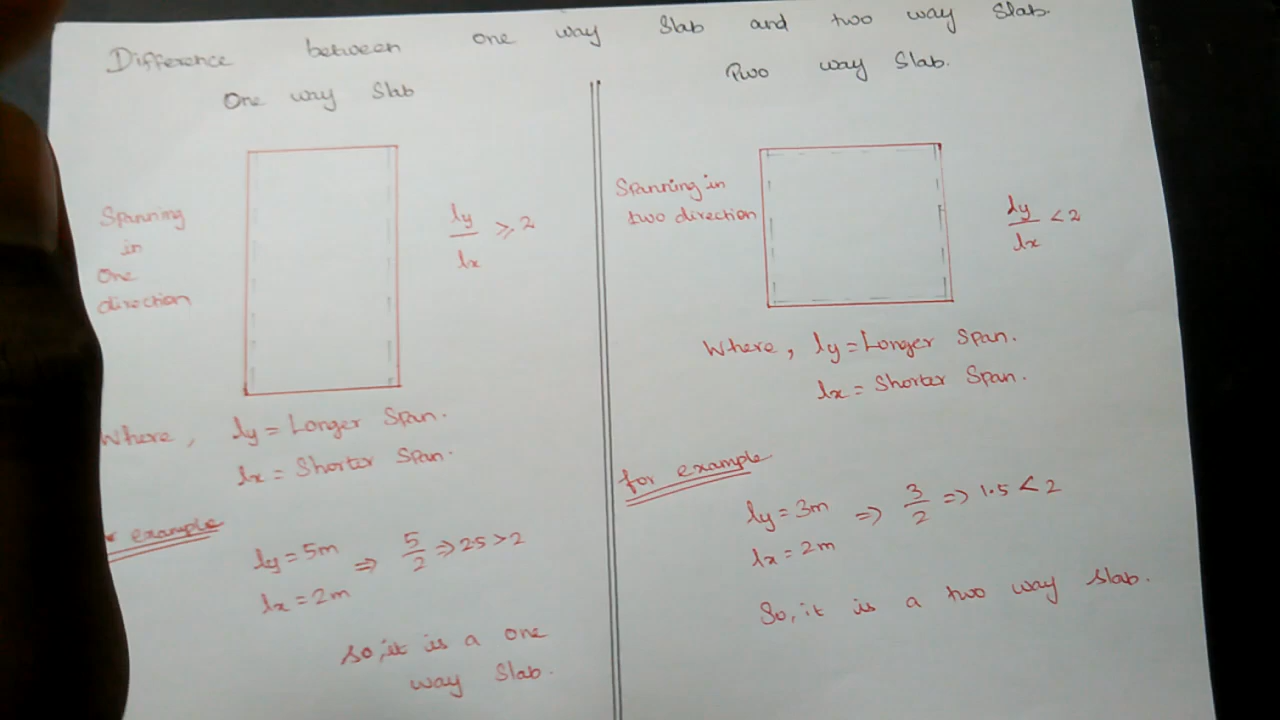 Difference between one way Slab and two way Slab.
One way Slab
Spanning
in
One
direction
ly/lx ⩾ 2
Where, ly = Longer Span.
lx = Shorter Span.
example
ly = 5m ⇒ 5/2 ⇒ 25 > 2
lx = 2m
So, it is a one
way Slab.
Two way Slab.
Spanning in
two direction
ly/lx < 2
Where, ly = Longer Span.
lx = Shorter Span.
for example
ly = 3m ⇒ 3/2 ⇒ 1.5 < 2
lx = 2m
So, it is a two way Slab.